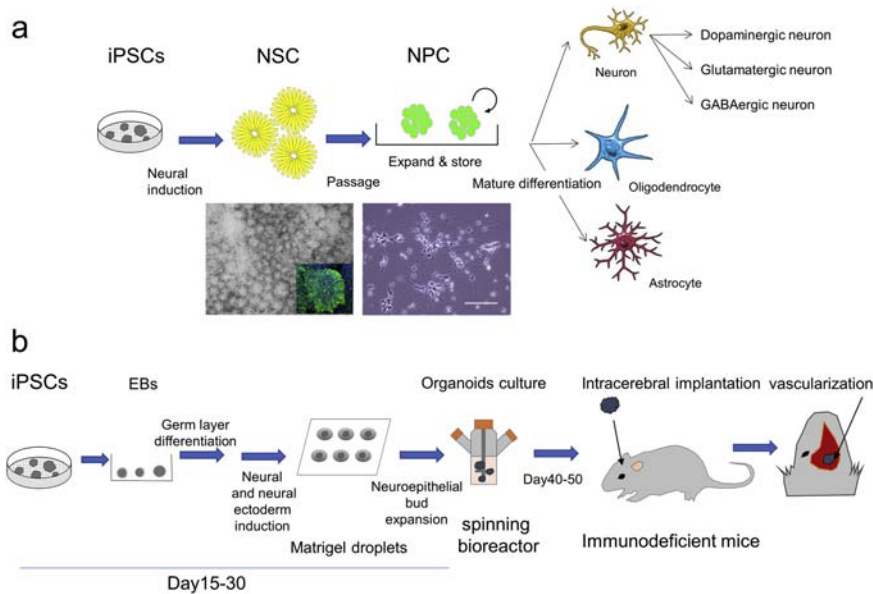 a
iPSCs
NSC
NPC
Neural
induction
Passage
Expand & store
Mature differentiation
Neuron
Dopaminergic neuron
Glutamatergic neuron
GABAergic neuron
Oligodendrocyte
Astrocyte
b
iPSCs
EBs
Germ layer
differentiation
Neural
and neural
ectoderm
induction
Matrigel droplets
Neuroepithelial
bud
expansion
Organoids culture
spinning
bioreactor
Day40-50
Intracerebral implantation
Immunodeficient mice
vascularization
Day15-30